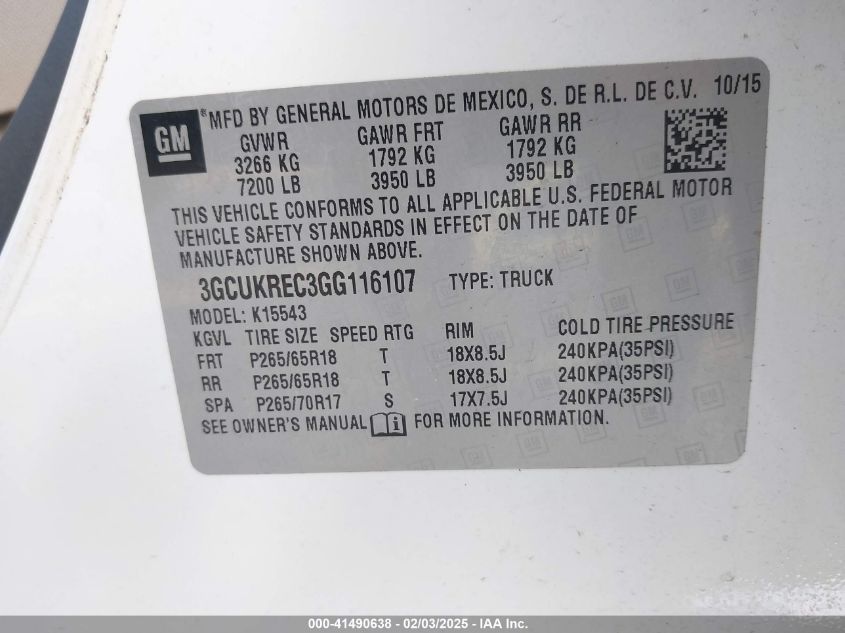 GM
®MFD BY GENERAL MOTORS DE MEXICO, S. DE R.L. DE C.V. 10/15
GVWR GAWR FRT GAWR RR
3266 KG 1792 KG 1792 KG
7200 LB 3950 LB 3950 LB
THIS VEHICLE CONFORMS TO ALL APPLICABLE U.S. FEDERAL MOTOR
VEHICLE SAFETY STANDARDS IN EFFECT ON THE DATE OF
MANUFACTURE SHOWN ABOVE.
3GCUKREC3GG116107 TYPE: TRUCK
MODEL: K15543
KGVL TIRE SIZE SPEED RTG RIM COLD TIRE PRESSURE
FRT P265/65R18 T 18X8.5J 240KPA(35PSI)
RR P265/65R18 T 18X8.5J 240KPA(35PSI)
SPA P265/70R17 S 17X7.5J 240KPA(35PSI)
SEE OWNER'S MANUAL FOR MORE INFORMATION.
000-41490638 - 02/03/2025 - IAA Inc.